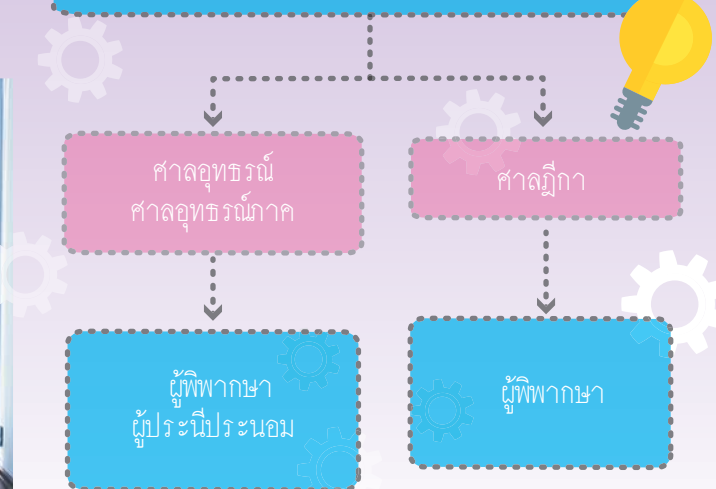 ศาลอุทธรณ์
ศาลอุทธรณ์ภาค
ศาลฎีกา
ผู้พิพากษา
ผู้ประนีประนอม
ผู้พิพากษา